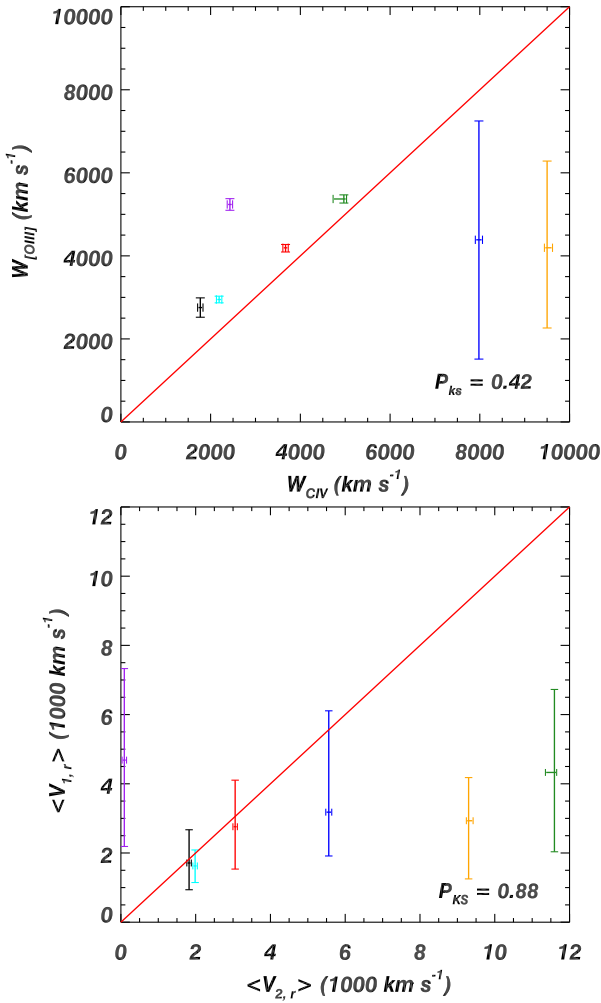 10000
8000
6000
4000
2000
0
W[OIII] (km s-1)
Pks = 0.42
0 2000 4000 6000 8000 10000
WCIV (km s-1)
12
10
8
6
4
2
0
<V1, r> (1000 km s-1)
PKS = 0.88
0 2 4 6 8 10 12
<V2, r> (1000 km s-1)